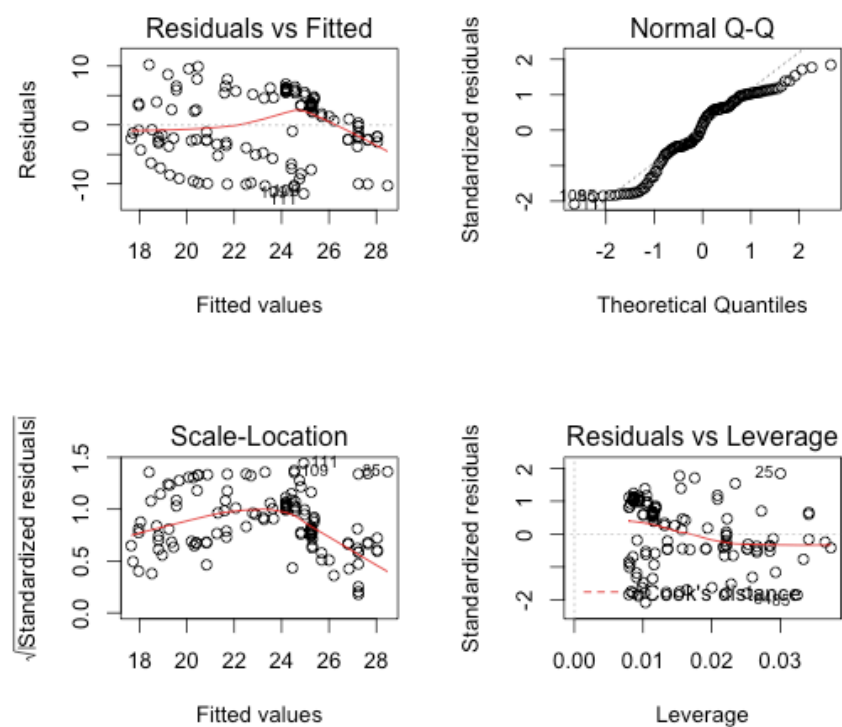 Residuals vs Fitted
Residuals
10
0
-10
18 20 22 24 26 28
Fitted values
Normal Q-Q
Standardized residuals
2
1
0
-2
-2 -1 0 1 2
Theoretical Quantiles
Scale-Location
√|Standardized residuals|
1.5
1.0
0.5
0.0
111
109
85
18 20 22 24 26 28
Fitted values
Residuals vs Leverage
Standardized residuals
2
1
0
-2
25
Cook's distance
0.00 0.01 0.02 0.03
Leverage